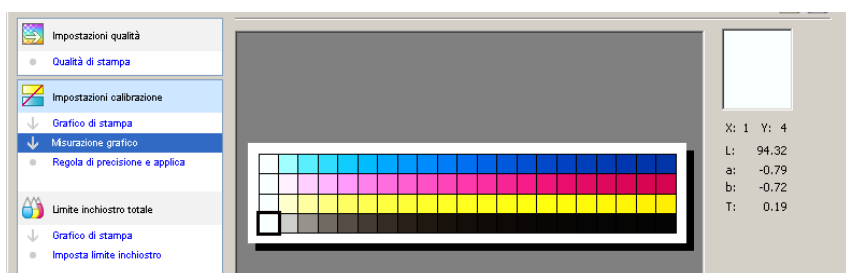 Impostazioni qualità
Qualità di stampa
Impostazioni calibrazione
Grafico di stampa
Misurazione grafico
Regola di precisione e applica
Limite inchiostro totale
Grafico di stampa
Imposta limite inchiostro
X: 1 Y: 4
L: 94.32
a: -0.79
b: -0.72
T: 0.19